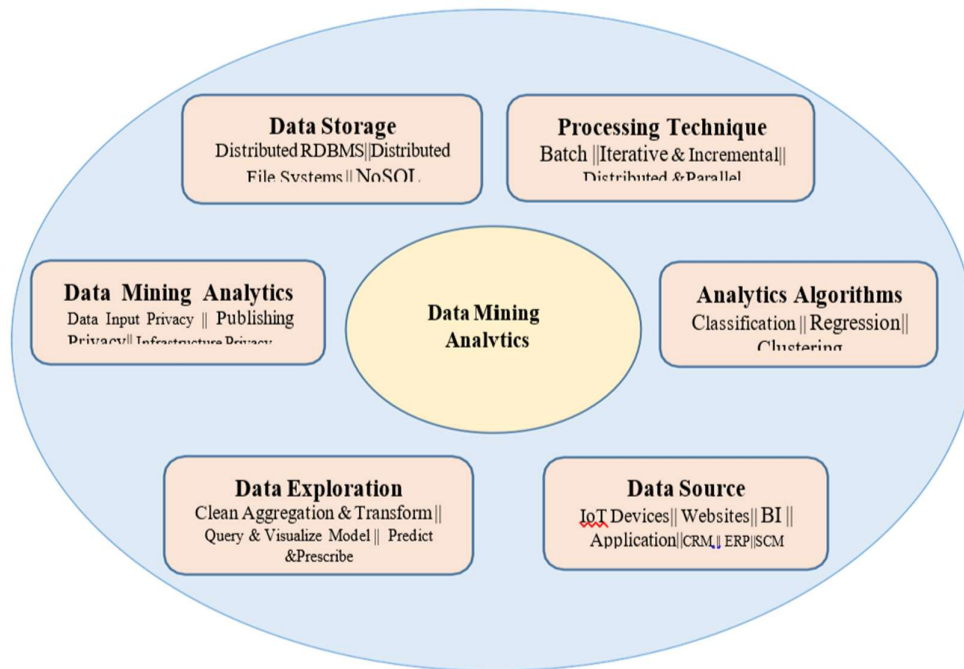 Data Storage
Distributed RDBMS||Distributed
File Systems || NoSQL
Processing Technique
Batch ||Iterative & Incremental||
Distributed &Parallel
Data Mining Analytics
Data Input Privacy || Publishing
Privacy|| Infrastructure Privacy
Data Mining
Analytics
Analytics Algorithms
Classification || Regression||
Clustering
Data Exploration
Clean Aggregation & Transform||
Query & Visualize Model || Predict
&Prescribe
Data Source
IoT Devices|| Websites|| BI ||
Application||CRM || ERP||SCM